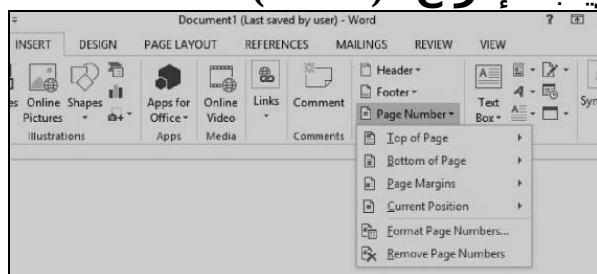 Document1 (Last saved by user) - Word
INSERT DESIGN PAGE LAYOUT REFERENCES MAILINGS REVIEW VIEW
Online Pictures
Shapes
Apps for Office
Online Video
Links
Comment
Header
Footer
Page Number
Text Box
Illustrations Apps Media Comments
Top of Page
Bottom of Page
Page Margins
Current Position
Format Page Numbers...
Remove Page Numbers